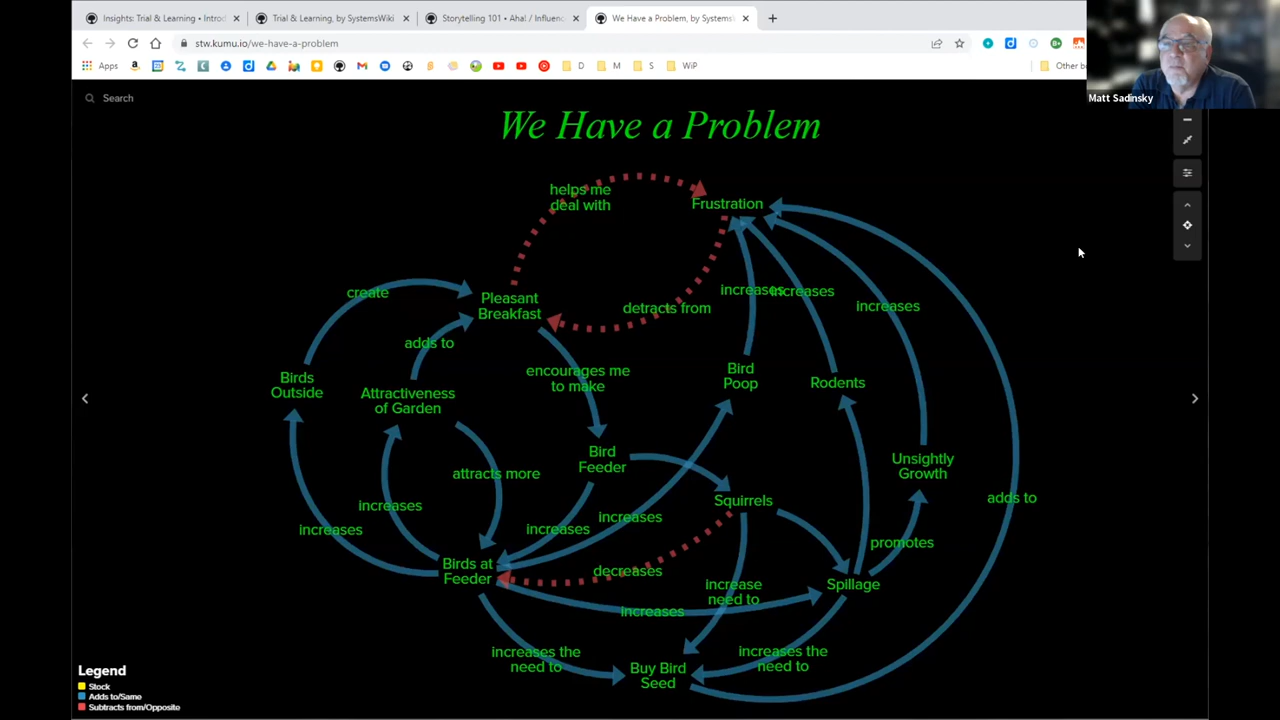 Insights: Trial & Learning • Introd
Trial & Learning, by SystemsWiki
Storytelling 101 • Aha! / Influenc
We Have a Problem, by SystemsW
stw.kumu.io/we-have-a-problem
Apps
D
M
S
WiP
Other b
Matt Sadinsky
Search
We Have a Problem
helps me
deal with
Frustration
create
Pleasant
Breakfast
detracts from
increases
increases
increases
adds to
encourages me
to make
Birds
Outside
Attractiveness
of Garden
Bird
Poop
Rodents
Bird
Feeder
Unsightly
Growth
attracts more
Squirrels
adds to
increases
increases
increases
increases
promotes
Birds at
Feeder
decreases
increase
need to
Spillage
increases
increases the
need to
Buy Bird
Seed
increases the
need to
Legend
Stock
Adds to/Same
Subtracts from/Opposite